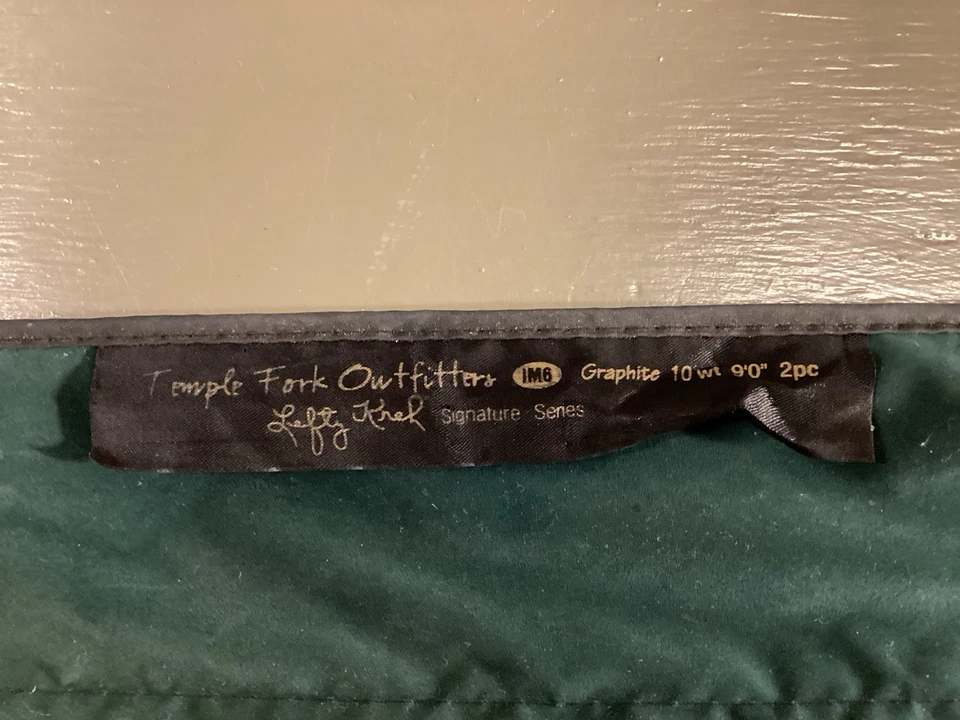 Temple Fork Outfitters IM6 Graphite 10 wt 9'0" 2pc
Lefty Kreh Signature Series